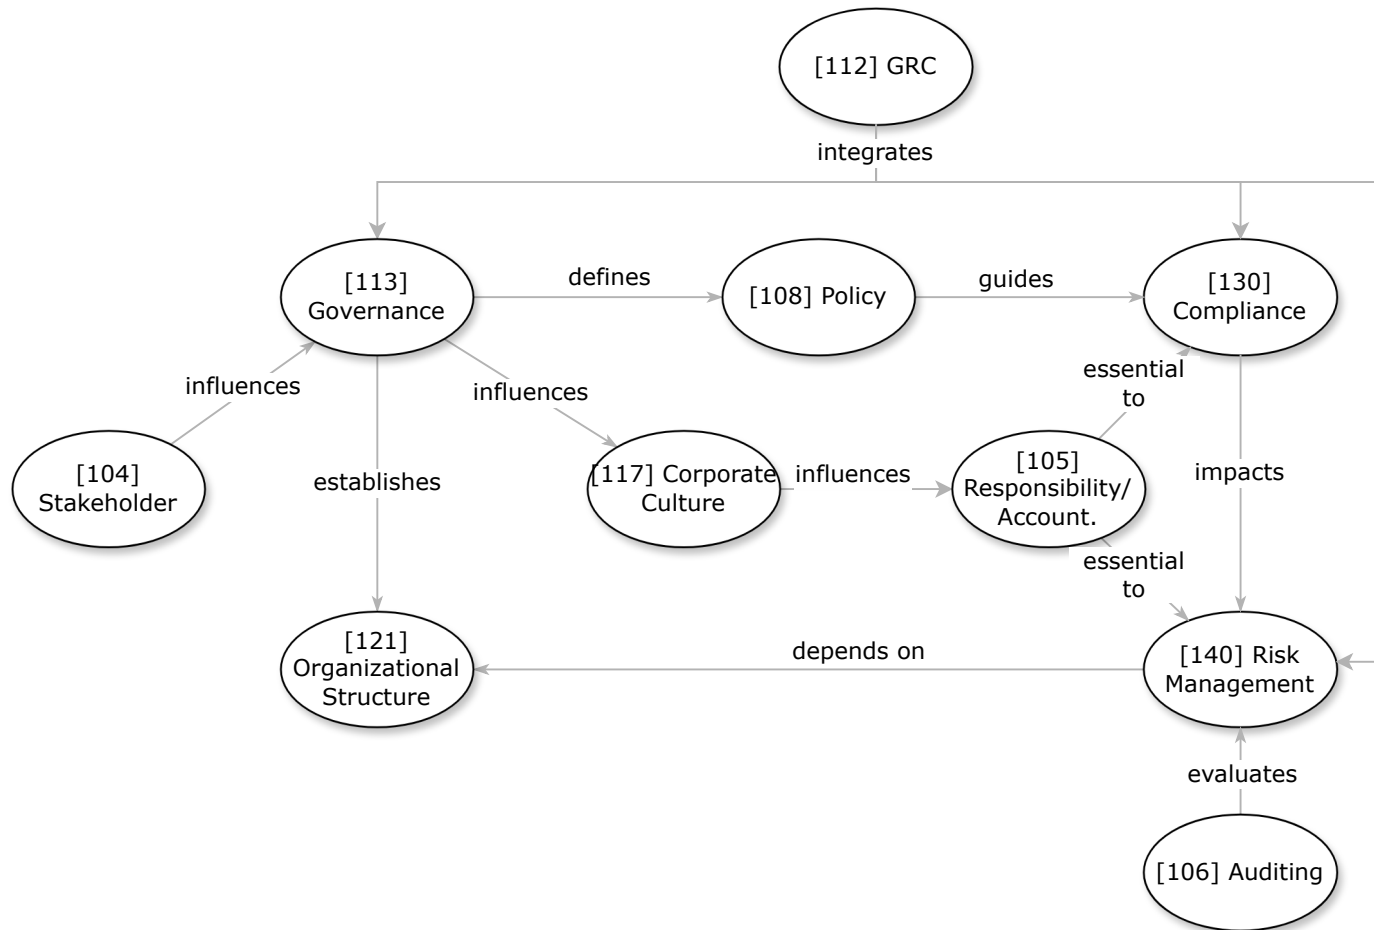 [112] GRC
integrates
[113]
Governance
defines
[108] Policy
guides
[130]
Compliance
influences
influences
essential
to
[104]
Stakeholder
establishes
[117] Corporate
Culture
influences
[105]
Responsibility/
Account.
impacts
essential
to
[121]
Organizational
Structure
depends on
[140] Risk
Management
evaluates
[106] Auditing